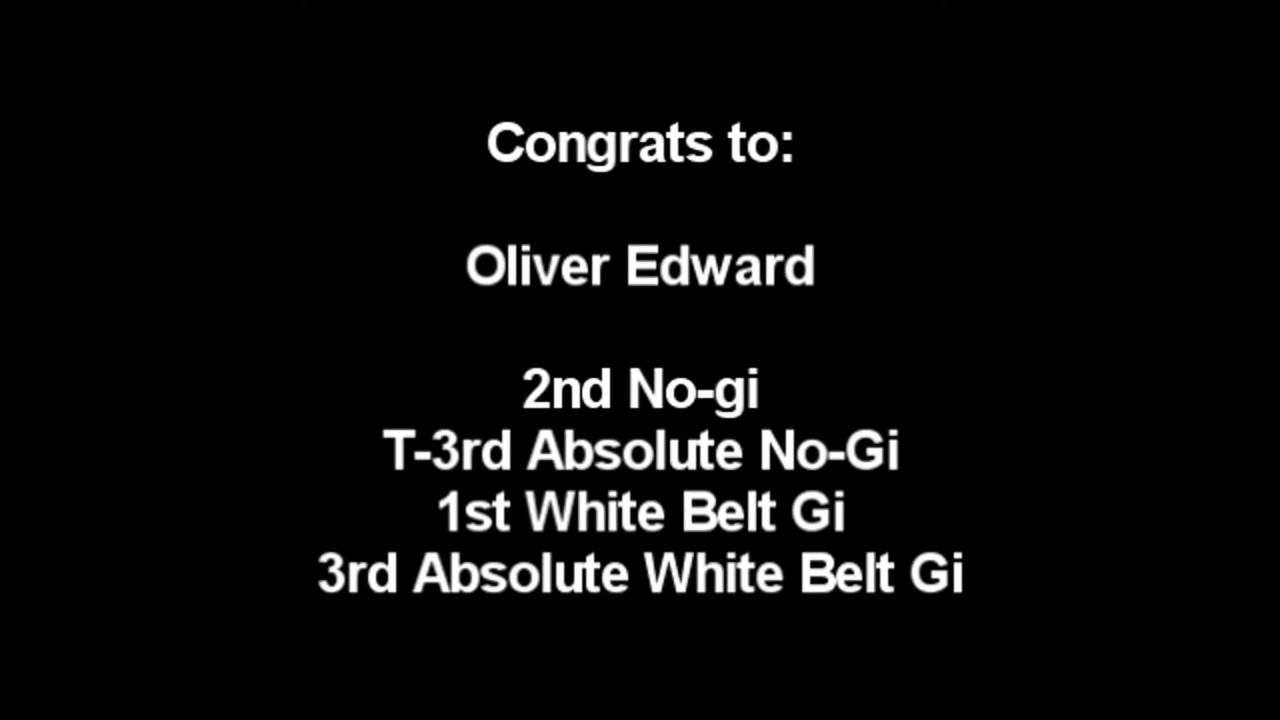 Congrats to:
Oliver Edward
2nd No-gi
T-3rd Absolute No-Gi
1st White Belt Gi
3rd Absolute White Belt Gi